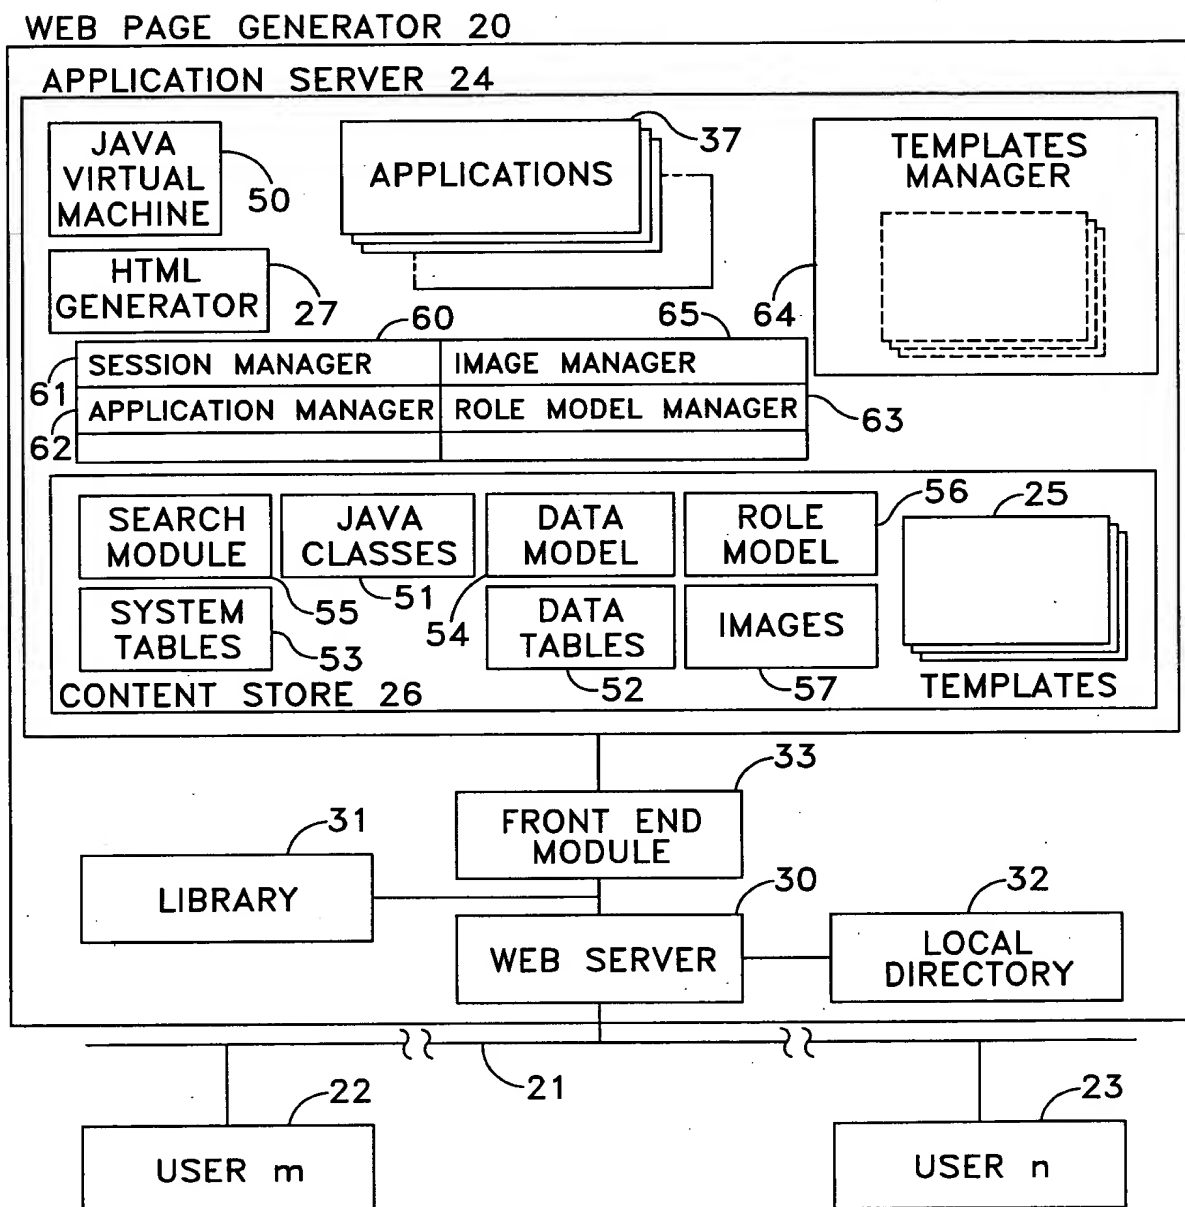 WEB PAGE GENERATOR 20
APPLICATION SERVER 24
JAVA
VIRTUAL
MACHINE
50
APPLICATIONS
37
TEMPLATES
MANAGER
64
HTML
GENERATOR
27
60
65
61
SESSION MANAGER
IMAGE MANAGER
62
APPLICATION MANAGER
ROLE MODEL MANAGER
63
SEARCH
MODULE
55
JAVA
CLASSES
51
DATA
MODEL
54
ROLE
MODEL
56
25
SYSTEM
TABLES
53
DATA
TABLES
52
IMAGES
57
TEMPLATES
CONTENT STORE 26
33
FRONT END
MODULE
31
LIBRARY
30
WEB SERVER
32
LOCAL
DIRECTORY
21
22
USER m
23
USER n